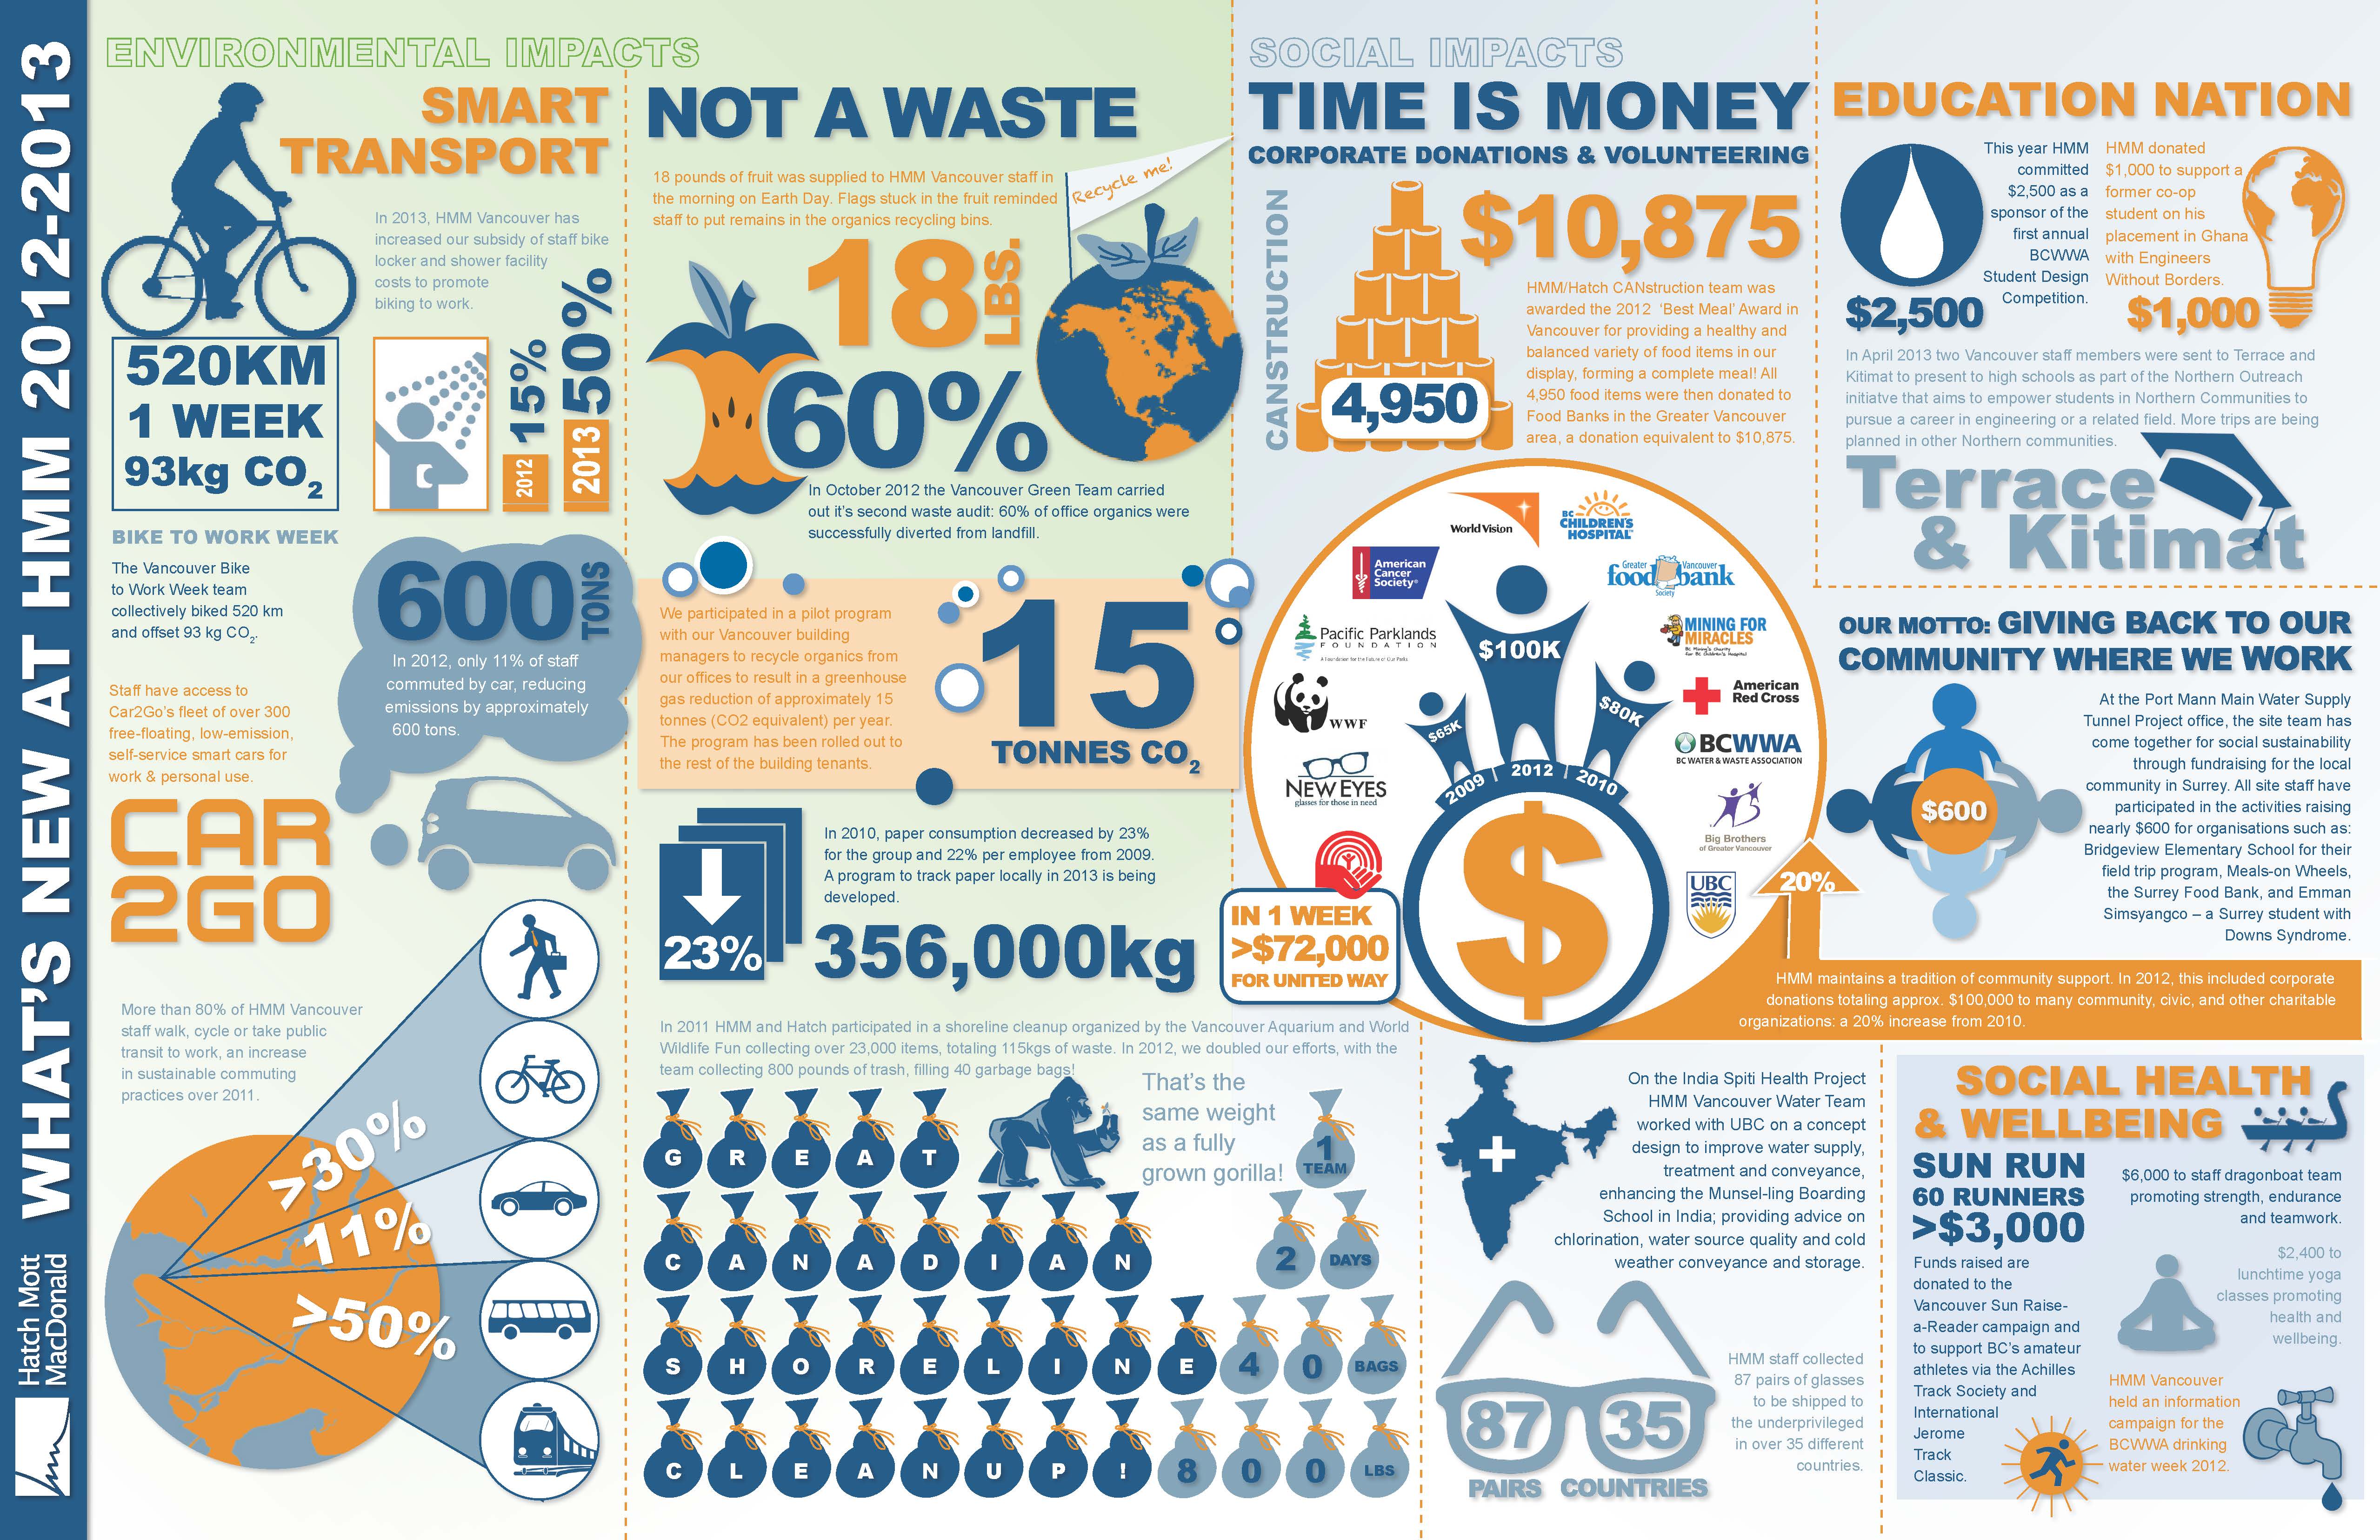 WHAT'S NEW AT HMM 2012-2013
Hatch Mott
MacDonald
ENVIRONMENTAL IMPACTS
SMART
TRANSPORT
In 2013, HMM Vancouver has
increased our subsidy of staff bike
locker and shower facility
costs to promote
biking to work.
520KM
1 WEEK
93kg CO2
2012 15%
2013 50%
BIKE TO WORK WEEK
The Vancouver Bike
to Work Week team
collectively biked 520 km
and offset 93 kg CO2.
600 TONS
In 2012, only 11% of staff
commuted by car, reducing
emissions by approximately
600 tons.
Staff have access to
Car2Go's fleet of over 300
free-floating, low-emission,
self-service smart cars for
work & personal use.
CAR
2GO
More than 80% of HMM Vancouver
staff walk, cycle or take public
transit to work, an increase
in sustainable commuting
practices over 2011.
>30%
11%
>50%
NOT A WASTE
18 pounds of fruit was supplied to HMM Vancouver staff in
the morning on Earth Day. Flags stuck in the fruit reminded
staff to put remains in the organics recycling bins.
Recycle me!
18 LBS.
60%
In October 2012 the Vancouver Green Team carried
out it's second waste audit: 60% of office organics were
successfully diverted from landfill.
We participated in a pilot program
with our Vancouver building
managers to recycle organics from
our offices to result in a greenhouse
gas reduction of approximately 15
tonnes (CO2 equivalent) per year.
The program has been rolled out to
the rest of the building tenants.
15
TONNES CO2
23%
In 2010, paper consumption decreased by 23%
for the group and 22% per employee from 2009.
A program to track paper locally in 2013 is being
developed.
356,000kg
In 2011 HMM and Hatch participated in a shoreline cleanup organized by the Vancouver Aquarium and World
Wildlife Fun collecting over 23,000 items, totaling 115kgs of waste. In 2012, we doubled our efforts, with the
team collecting 800 pounds of trash, filling 40 garbage bags!
That's the
same weight
as a fully
grown gorilla!
G R E A T 1 TEAM
C A N A D I A N 2 DAYS
S H O R E L I N E 4 0 BAGS
C L E A N U P ! 8 0 0 LBS
SOCIAL IMPACTS
TIME IS MONEY
CORPORATE DONATIONS & VOLUNTEERING
CANSTRUCTION
4,950
$10,875
HMM/Hatch CANstruction team was
awarded the 2012 'Best Meal' Award in
Vancouver for providing a healthy and
balanced variety of food items in our
display, forming a complete meal! All
4,950 food items were then donated to
Food Banks in the Greater Vancouver
area, a donation equivalent to $10,875.
World Vision
BC
CHILDREN'S
HOSPITAL
American
Cancer
Society®
Greater Vancouver
food bank
Society
Pacific Parklands
FOUNDATION
A Foundation for the Future of Our Parks
MINING FOR
MIRACLES
BC Mining's Charity
for BC Children's Hospital
WWF
American
Red Cross
NEW EYES
glasses for those in need
BCWWA
BC WATER & WASTE ASSOCIATION
Big Brothers
of Greater Vancouver
UBC
$65K
$100K
$80K
2009 2012 2010
$
IN 1 WEEK
>$72,000
FOR UNITED WAY
20%
HMM maintains a tradition of community support. In 2012, this included corporate
donations totaling approx. $100,000 to many community, civic, and other charitable
organizations: a 20% increase from 2010.
EDUCATION NATION
This year HMM
committed
$2,500 as a
sponsor of the
first annual
BCWWA
Student Design
Competition.
$2,500
HMM donated
$1,000 to support a
former co-op
student on his
placement in Ghana
with Engineers
Without Borders.
$1,000
In April 2013 two Vancouver staff members were sent to Terrace and
Kitimat to present to high schools as part of the Northern Outreach
initiatve that aims to empower students in Northern Communities to
pursue a career in engineering or a related field. More trips are being
planned in other Northern communities.
Terrace
& Kitimat
OUR MOTTO: GIVING BACK TO OUR
COMMUNITY WHERE WE WORK
$600
At the Port Mann Main Water Supply
Tunnel Project office, the site team has
come together for social sustainability
through fundraising for the local
community in Surrey. All site staff have
participated in the activities raising
nearly $600 for organisations such as:
Bridgeview Elementary School for their
field trip program, Meals-on Wheels,
the Surrey Food Bank, and Emman
Simsyangco – a Surrey student with
Downs Syndrome.
On the India Spiti Health Project
HMM Vancouver Water Team
worked with UBC on a concept
design to improve water supply,
treatment and conveyance,
enhancing the Munsel-ling Boarding
School in India; providing advice on
chlorination, water source quality and cold
weather conveyance and storage.
87 35
PAIRS COUNTRIES
HMM staff collected
87 pairs of glasses
to be shipped to
the underprivileged
in over 35 different
countries.
SOCIAL HEALTH
& WELLBEING
SUN RUN
60 RUNNERS
>$3,000
Funds raised are
donated to the
Vancouver Sun Raise-
a-Reader campaign and
to support BC's amateur
athletes via the Achilles
Track Society and
International
Jerome
Track
Classic.
$6,000 to staff dragonboat team
promoting strength, endurance
and teamwork.
$2,400 to
lunchtime yoga
classes promoting
health and
wellbeing.
HMM Vancouver
held an information
campaign for the
BCWWA drinking
water week 2012.